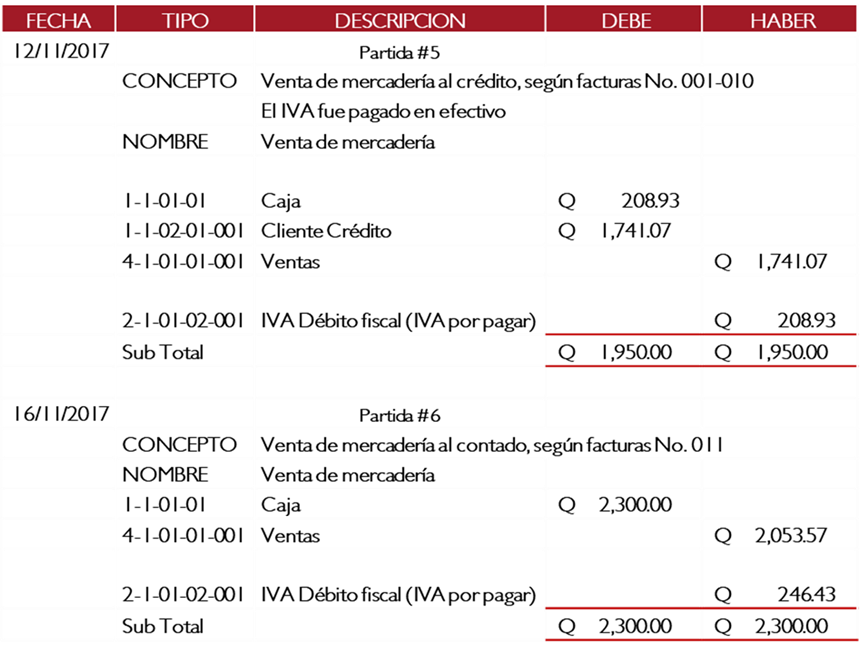 FECHA TIPO DESCRIPCION DEBE HABER
12/11/2017 Partida #5
CONCEPTO Venta de mercadería al crédito, según facturas No. 001-010
El IVA fue pagado en efectivo
NOMBRE Venta de mercadería
1-1-01-01 Caja Q 208.93
1-1-02-01-001 Cliente Crédito Q 1,741.07
4-1-01-01-001 Ventas Q 1,741.07
2-1-01-02-001 IVA Débito fiscal (IVA por pagar) Q 208.93
Sub Total Q 1,950.00 Q 1,950.00
16/11/2017 Partida #6
CONCEPTO Venta de mercadería al contado, según facturas No. 011
NOMBRE Venta de mercadería
1-1-01-01 Caja Q 2,300.00
4-1-01-01-001 Ventas Q 2,053.57
2-1-01-02-001 IVA Débito fiscal (IVA por pagar) Q 246.43
Sub Total Q 2,300.00 Q 2,300.00